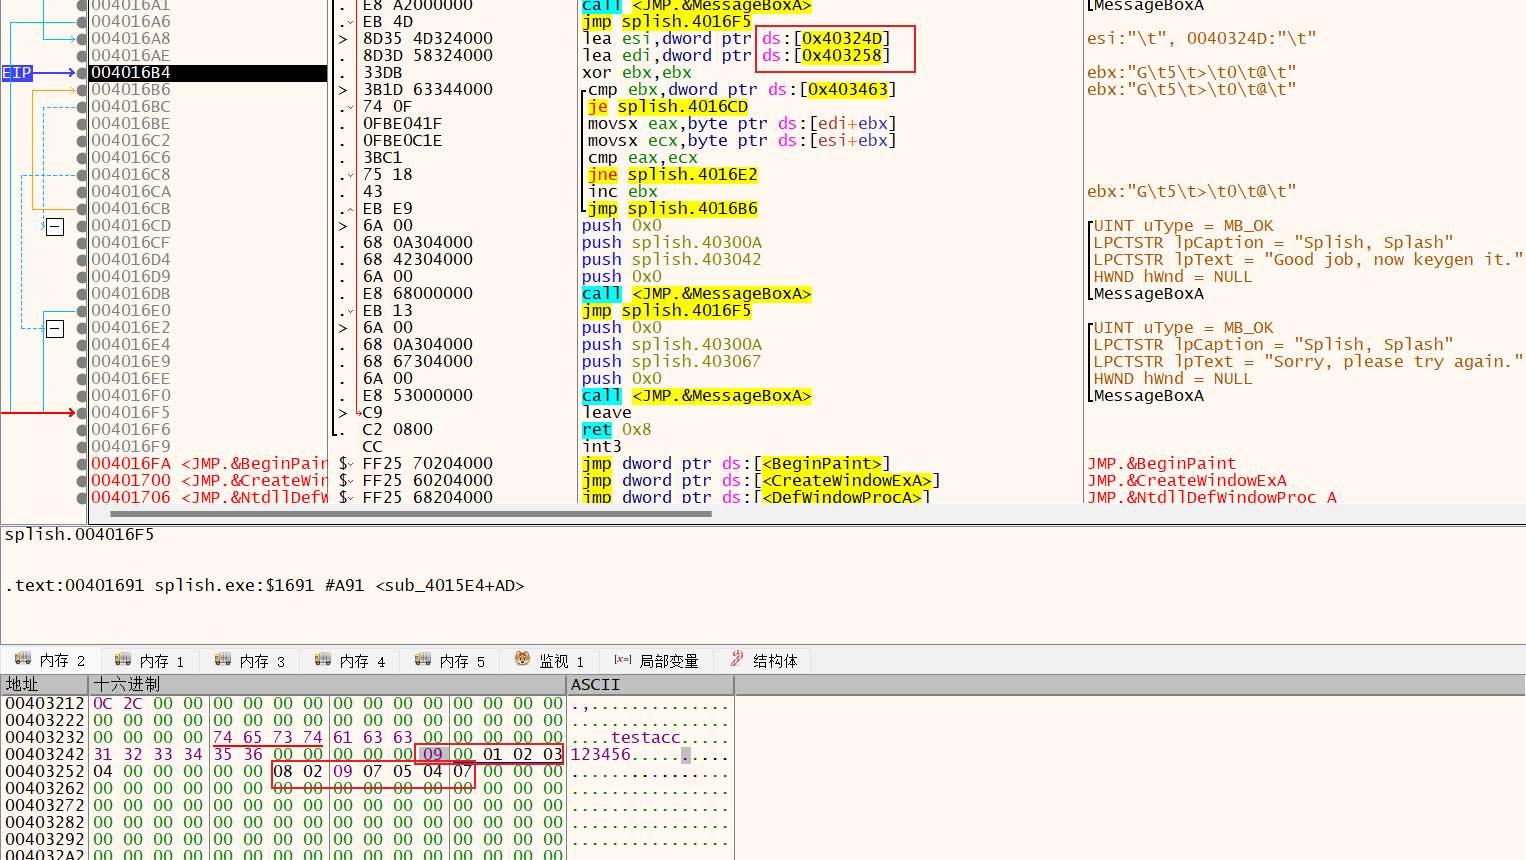 004016A1 . E8 A2000000 call <JMP.&MessageBoxA> MessageBoxA
004016A6 . EB 4D jmp splish.4016F5
004016A8 > 8D35 4D324000 lea esi,dword ptr ds:[0x40324D] esi:"\t", 0040324D:"\t"
004016AE . 8D3D 58324000 lea edi,dword ptr ds:[0x403258]
EIP 004016B4 . 33DB xor ebx,ebx ebx:"G\t5\t>\tO\t@\t"
004016B6 > 3B1D 63344000 cmp ebx,dword ptr ds:[0x403463] ebx:"G\t5\t>\tO\t@\t"
004016BC . 74 0F je splish.4016CD
004016BE . 0FBE041F movsx eax,byte ptr ds:[edi+ebx]
004016C2 . 0FBE0C1E movsx ecx,byte ptr ds:[esi+ebx]
004016C6 . 3BC1 cmp eax,ecx
004016C8 . 75 18 jne splish.4016E2
004016CA . 43 inc ebx ebx:"G\t5\t>\tO\t@\t"
004016CB . EB E9 jmp splish.4016B6
004016CD > 6A 00 push 0x0 UINT uType = MB_OK
004016CF . 68 0A304000 push splish.40300A LPCTSTR lpCaption = "Splish, Splash"
004016D4 . 68 42304000 push splish.403042 LPCTSTR lpText = "Good job, now keygen it."
004016D9 . 6A 00 push 0x0 HWND hWnd = NULL
004016DB . E8 68000000 call <JMP.&MessageBoxA> MessageBoxA
004016E0 . EB 13 jmp splish.4016F5
004016E2 > 6A 00 push 0x0 UINT uType = MB_OK
004016E4 . 68 0A304000 push splish.40300A LPCTSTR lpCaption = "Splish, Splash"
004016E9 . 68 67304000 push splish.403067 LPCTSTR lpText = "Sorry, please try again."
004016EE . 6A 00 push 0x0 HWND hWnd = NULL
004016F0 . E8 53000000 call <JMP.&MessageBoxA> MessageBoxA
004016F5 > C9 leave
004016F6 . C2 0800 ret 0x8
004016F9 CC int3
004016FA <JMP.&BeginPair $ FF25 70204000 jmp dword ptr ds:[<BeginPaint>] JMP.&BeginPaint
00401700 <JMP.&CreateWir $ FF25 60204000 jmp dword ptr ds:[<CreateWindowExA>] JMP.&CreateWindowExA
00401706 <JMP.&NtdllDefW $ FF25 68204000 jmp dword ptr ds:[<DefWindowProcA>] JMP.&NtdllDefWindowProc_A
splish.004016F5
.text:00401691 splish.exe:$1691 #A91 <sub_4015E4+AD>
内存 2 内存 1 内存 3 内存 4 内存 5 监视 1 [x=] 局部变量 结构体
地址 十六进制 ASCII
00403212 0C 2C 00 00 00 00 00 00 00 00 00 00 00 00 00 00 .,..............
00403222 00 00 00 00 00 00 00 00 00 00 00 00 00 00 00 00 ................
00403232 00 00 00 00 74 65 73 74 61 63 63 00 00 00 00 00 ....testacc.....
00403242 31 32 33 34 35 36 00 00 00 00 00 09 00 01 02 03 123456..........
00403252 04 00 00 00 00 00 08 02 09 07 05 04 07 00 00 00 ................
00403262 00 00 00 00 00 00 00 00 00 00 00 00 00 00 00 00 ................
00403272 00 00 00 00 00 00 00 00 00 00 00 00 00 00 00 00 ................
00403282 00 00 00 00 00 00 00 00 00 00 00 00 00 00 00 00 ................
00403292 00 00 00 00 00 00 00 00 00 00 00 00 00 00 00 00 ................
004032A2 00 00 00 00 00 00 00 00 00 00 00 00 00 00 00 00 ................